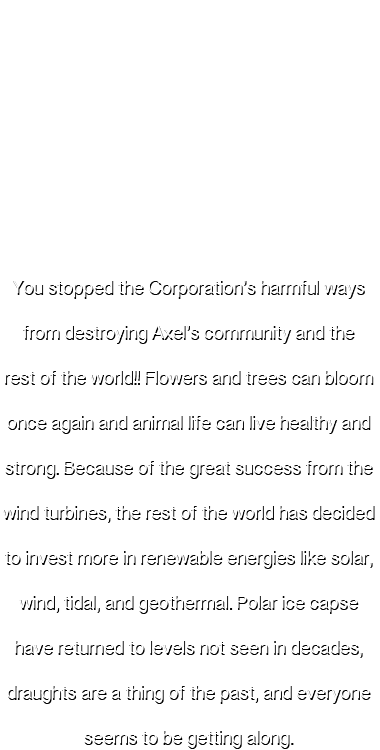 You stopped the Corporation's harmful ways
from destroying Axel's community and the
rest of the world!! Flowers and trees can bloom
once again and animal life can live healthy and
strong. Because of the great success from the
wind turbines, the rest of the world has decided
to invest more in renewable energies like solar,
wind, tidal, and geothermal. Polar ice capse
have returned to levels not seen in decades,
draughts are a thing of the past, and everyone
seems to be getting along.